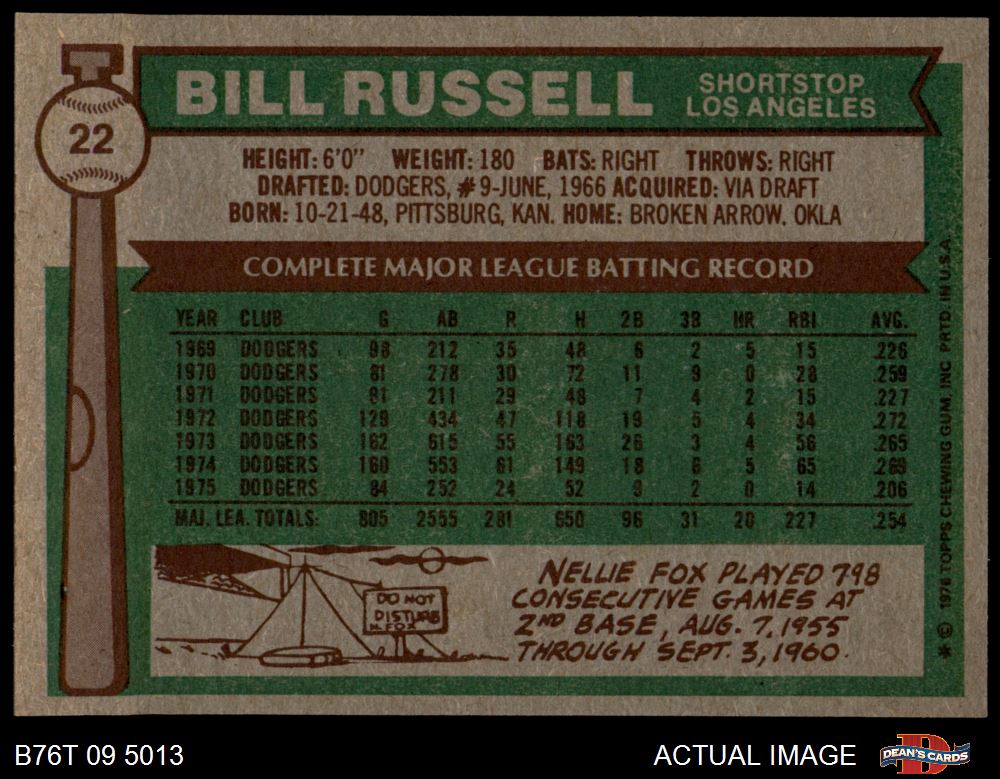 22
BILL RUSSELL
SHORTSTOP
LOS ANGELES
HEIGHT: 6'0" WEIGHT: 180 BATS: RIGHT THROWS: RIGHT
DRAFTED: DODGERS, #9-JUNE, 1966 ACQUIRED: VIA DRAFT
BORN: 10-21-48, PITTSBURG, KAN. HOME: BROKEN ARROW, OKLA
COMPLETE MAJOR LEAGUE BATTING RECORD
YEAR CLUB G AB R H 2B 3B HR RBI AVG.
1969 DODGERS 98 212 35 48 6 2 5 15 .226
1970 DODGERS 81 278 30 72 11 9 0 28 .259
1971 DODGERS 91 211 29 48 7 4 2 15 .227
1972 DODGERS 129 434 47 118 19 5 4 34 .272
1973 DODGERS 162 615 55 163 26 3 4 56 .265
1974 DODGERS 160 553 61 149 18 6 5 65 .269
1975 DODGERS 84 252 24 52 9 2 0 14 .206
MAJ. LEA. TOTALS: 805 2555 281 650 96 31 20 227 .254
DO NOT
DISTURB
N. FOX
NELLIE FOX PLAYED 798
CONSECUTIVE GAMES AT
2ND BASE, AUG. 7, 1955
THROUGH SEPT. 3, 1960.
* © 1976 TOPPS CHEWING GUM, INC. PRTD. IN U.S.A.
B76T 09 5013
ACTUAL IMAGE
DEAN'S CARDS